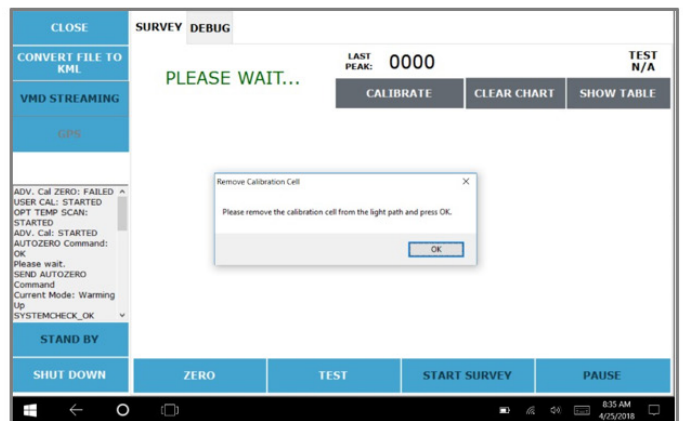 CLOSE
CONVERT FILE TO
KML
VMD STREAMING
GPS
ADV. Cal ZERO: FAILED
USER CAL: STARTED
OPT TEMP SCAN:
STARTED
ADV. Cal: STARTED
AUTOZERO Command:
OK
Please wait.
SEND AUTOZERO
Command
Current Mode: Warming
Up
SYSTEMCHECK_OK
STAND BY
SHUT DOWN
SURVEY DEBUG
PLEASE WAIT...
LAST
PEAK: 0000
TEST
N/A
CALIBRATE CLEAR CHART SHOW TABLE
Remove Calibration Cell
Please remove the calibration cell from the light path and press OK.
OK
ZERO TEST START SURVEY PAUSE
8:35 AM
4/25/2018